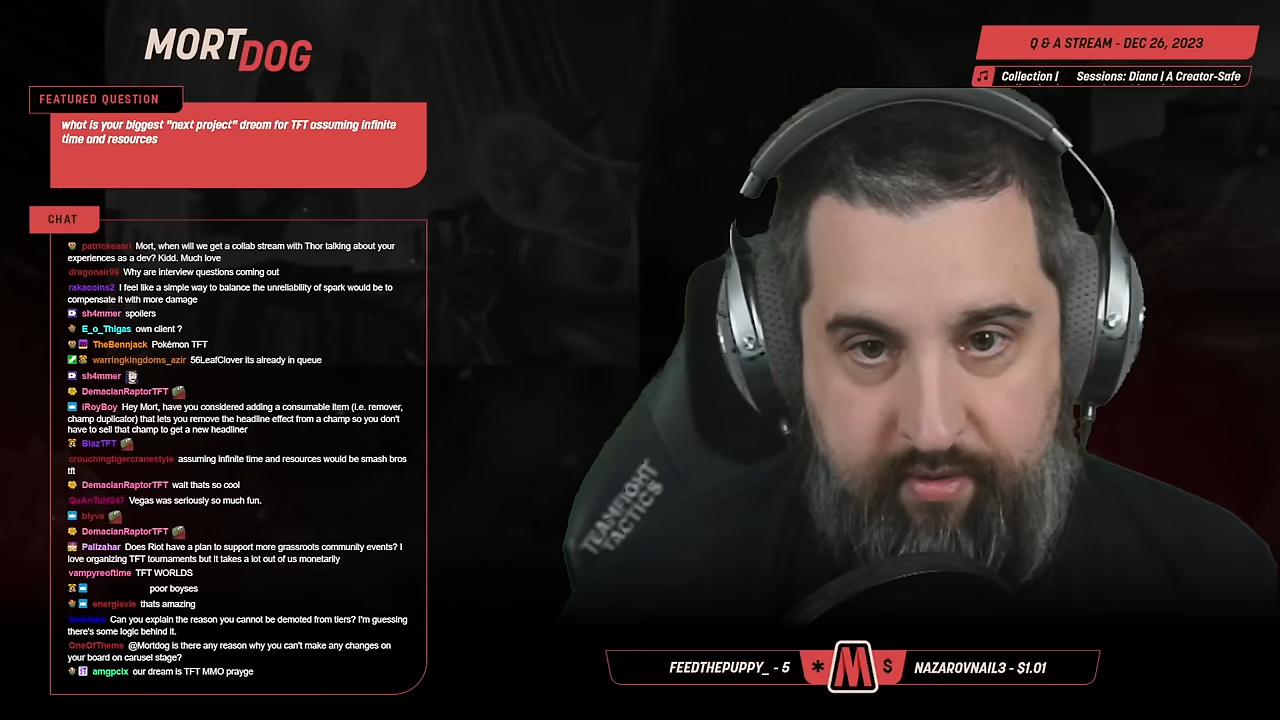 MORTDOG
Q & A STREAM - DEC 26, 2023
Collection | Sessions: Diana | A Creator-Safe
FEATURED QUESTION
what is your biggest "next project" dream for TFT assuming infinite
time and resources
CHAT
patrickeaarl Mort, when will we get a collab stream with Thor talking about your
experiences as a dev? Kidd. Much love
dragonair99 Why are interview questions coming out
rakacoins2 I feel like a simple way to balance the unreliability of spark would be to
compensate it with more damage
sh4mmer spoilers
E_o_Thigas own client ?
TheBennjack Pokémon TFT
warringkingdoms_azir 56LeafClover its already in queue
sh4mmer
DemacianRaptorTFT
iRoyBoy Hey Mort, have you considered adding a consumable item (i.e. remover,
champ duplicator) that lets you remove the headline effect from a champ so you don't
have to sell that champ to get a new headliner
BlazTFT
crouchingtigercranestyle assuming infinite time and resources would be smash bros
tft
DemacianRaptorTFT wait thats so cool
QuAnTuM247 Vegas was seriously so much fun.
blyve
DemacianRaptorTFT
Palizahar Does Riot have a plan to support more grassroots community events? I
love organizing TFT tournaments but it takes a lot out of us monetarily
vampyreoftime TFT WORLDS
poor boyses
energievie thats amazing
Can you explain the reason you cannot be demoted from tiers? I'm guessing
there's some logic behind it.
OneOfTheme @Mortdog is there any reason why you can't make any changes on
your board on carusel stage?
amgpclx our dream is TFT MMO prayge
TEAMFIGHT
TACTICS
FEEDTHEPUPPY_ - 5 * M $ NAZAROVNAIL3 - $1.01